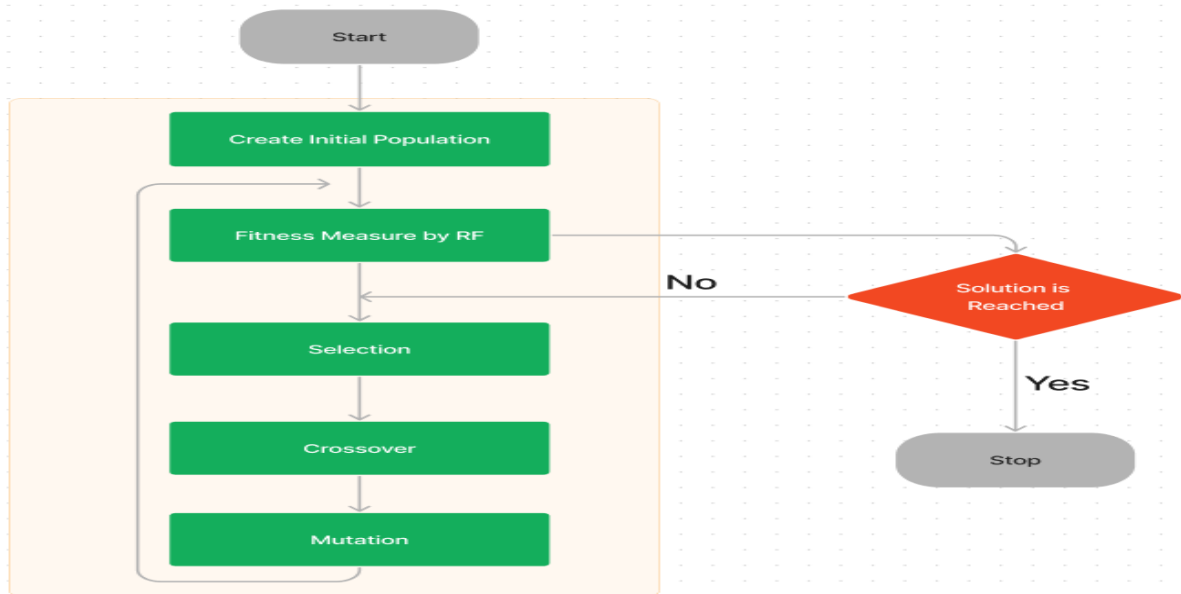 Start
Create Initial Population
Fitness Measure by RF
No
Solution is
Reached
Selection
Yes
Crossover
Stop
Mutation